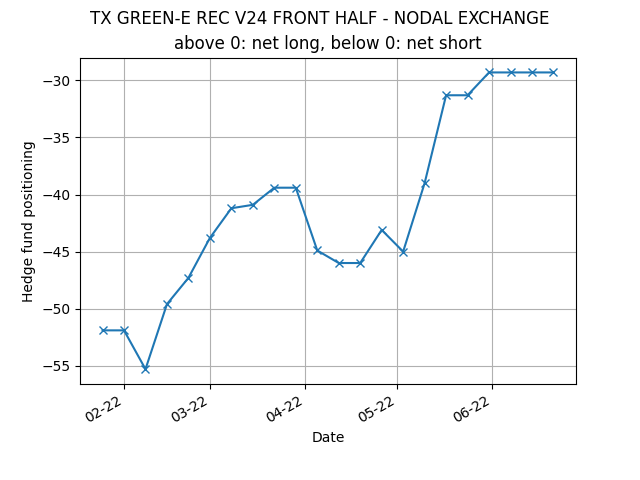 TX GREEN-E REC V24 FRONT HALF - NODAL EXCHANGE
above 0: net long, below 0: net short
Hedge fund positioning
−30
−35
−40
−45
−50
−55
02-22
03-22
04-22
05-22
06-22
Date